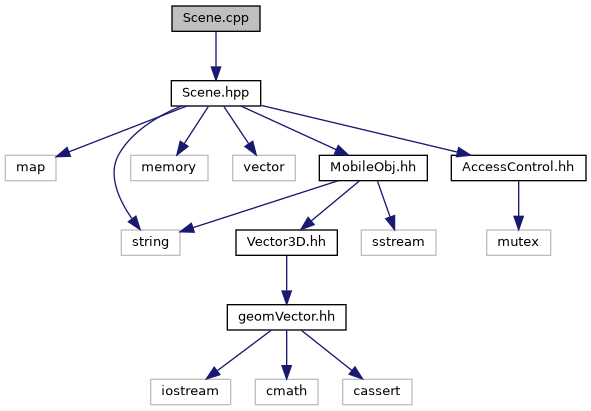 Scene.cpp
Scene.hpp
map
memory
vector
MobileObj.hh
AccessControl.hh
string
Vector3D.hh
sstream
mutex
geomVector.hh
iostream
cmath
cassert